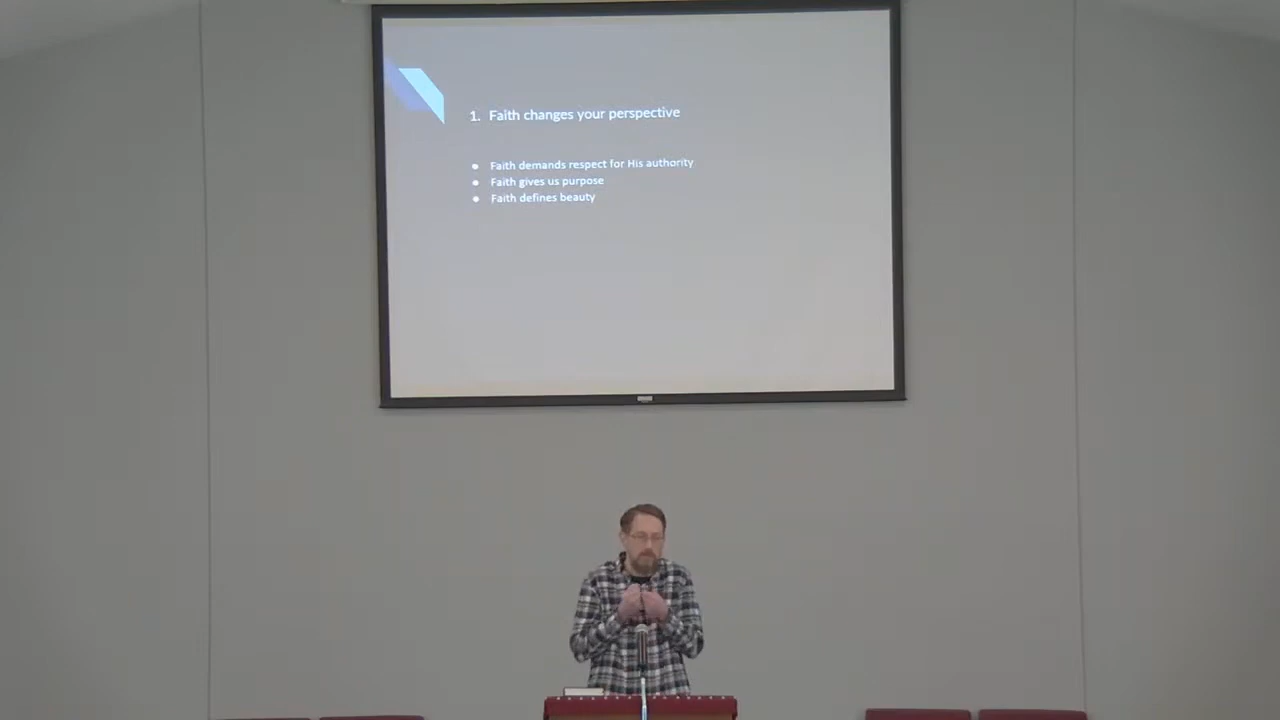 1. Faith changes your perspective
● Faith demands respect for His authority
● Faith gives us purpose
● Faith defines beauty